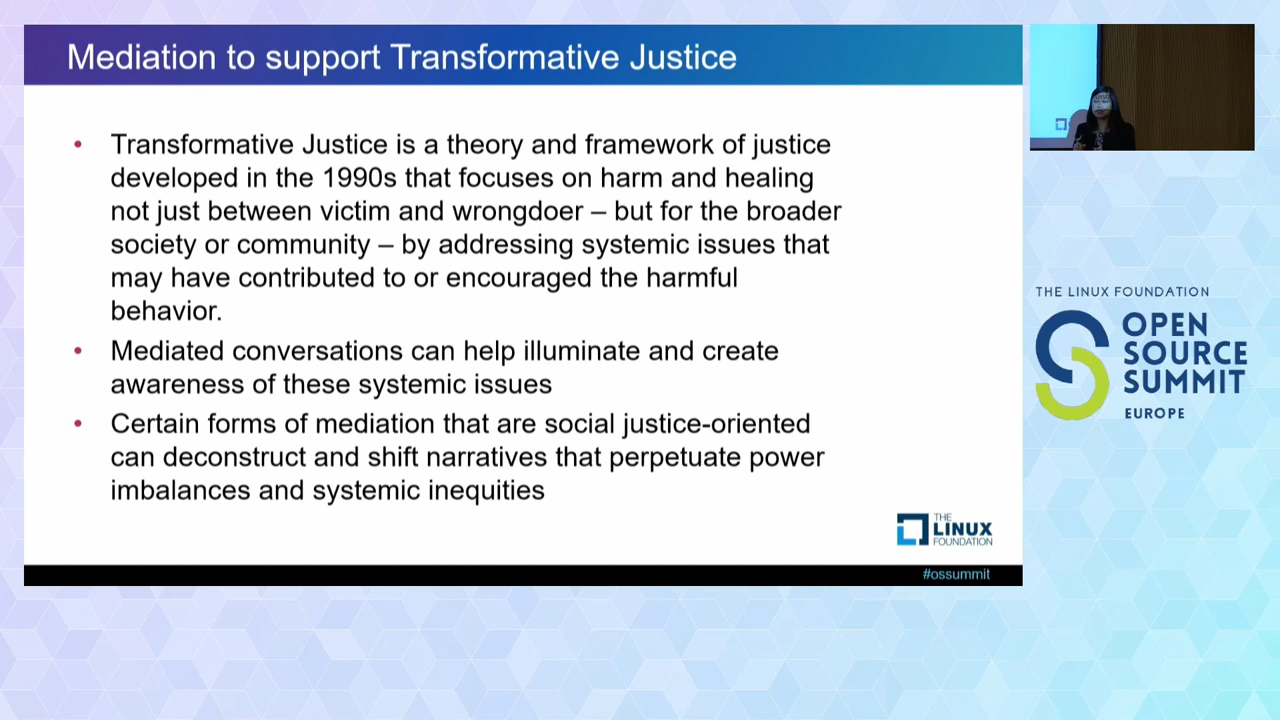 Mediation to support Transformative Justice
• Transformative Justice is a theory and framework of justice
developed in the 1990s that focuses on harm and healing
not just between victim and wrongdoer – but for the broader
society or community – by addressing systemic issues that
may have contributed to or encouraged the harmful
behavior.
• Mediated conversations can help illuminate and create
awareness of these systemic issues
• Certain forms of mediation that are social justice-oriented
can deconstruct and shift narratives that perpetuate power
imbalances and systemic inequities
THE
LINUX
FOUNDATION
#ossummit
THE LINUX FOUNDATION
OPEN
SOURCE
SUMMIT
EUROPE